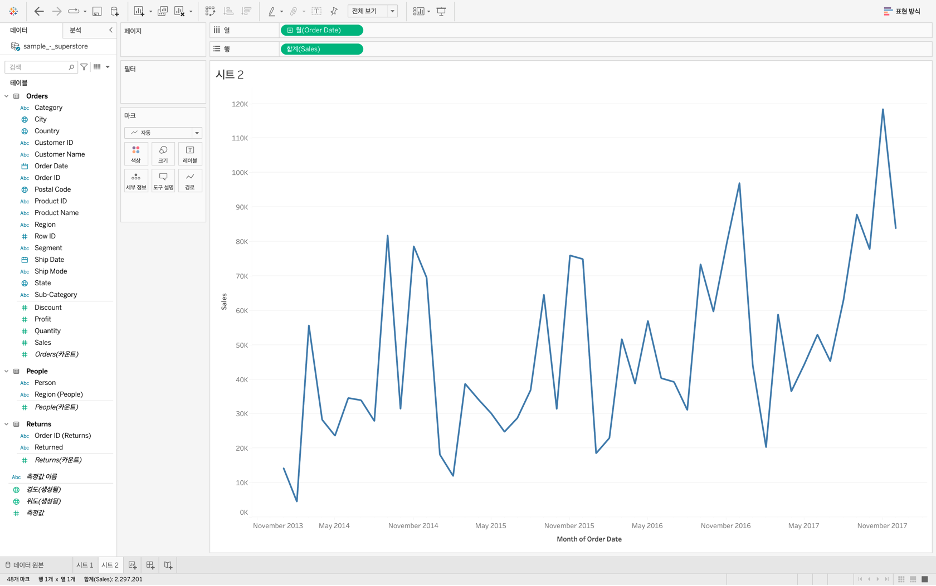 전체 보기
표현 방식
데이터
분석
sample_-_superstore
검색
테이블
Orders
Abc Category
City
Country
Abc Customer ID
Abc Customer Name
Order Date
Abc Order ID
Postal Code
Abc Product ID
Abc Product Name
Abc Region
# Row ID
Abc Segment
Ship Date
Abc Ship Mode
State
Abc Sub-Category
# Discount
# Profit
# Quantity
# Sales
# Orders(카운트)
People
Abc Person
Abc Region (People)
# People(카운트)
Returns
Abc Order ID (Returns)
Abc Returned
# Returns(카운트)
Abc 측정값 이름
경도(생성됨)
위도(생성됨)
# 측정값
페이지
필터
마크
자동
색상 크기 레이블
세부 정보 도구 설명 경로
열 월(Order Date)
행 합계(Sales)
시트 2
120K
110K
100K
90K
80K
70K
60K
50K
40K
30K
20K
10K
0K
Sales
November 2013 May 2014 November 2014 May 2015 November 2015 May 2016 November 2016 May 2017 November 2017
Month of Order Date
데이터 원본 시트 1 시트 2
48개 마크 행 1개 x 열 1개 합계(Sales): 2,297,201